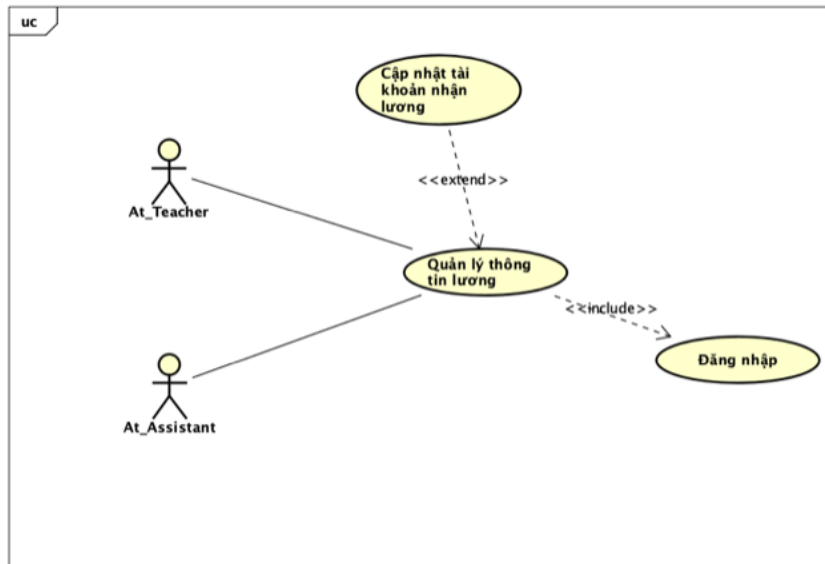 uc
Cập nhật tài
khoản nhận
lương
<<extend>>
At_Teacher
Quản lý thông
tin lương
<<include>>
Đăng nhập
At_Assistant